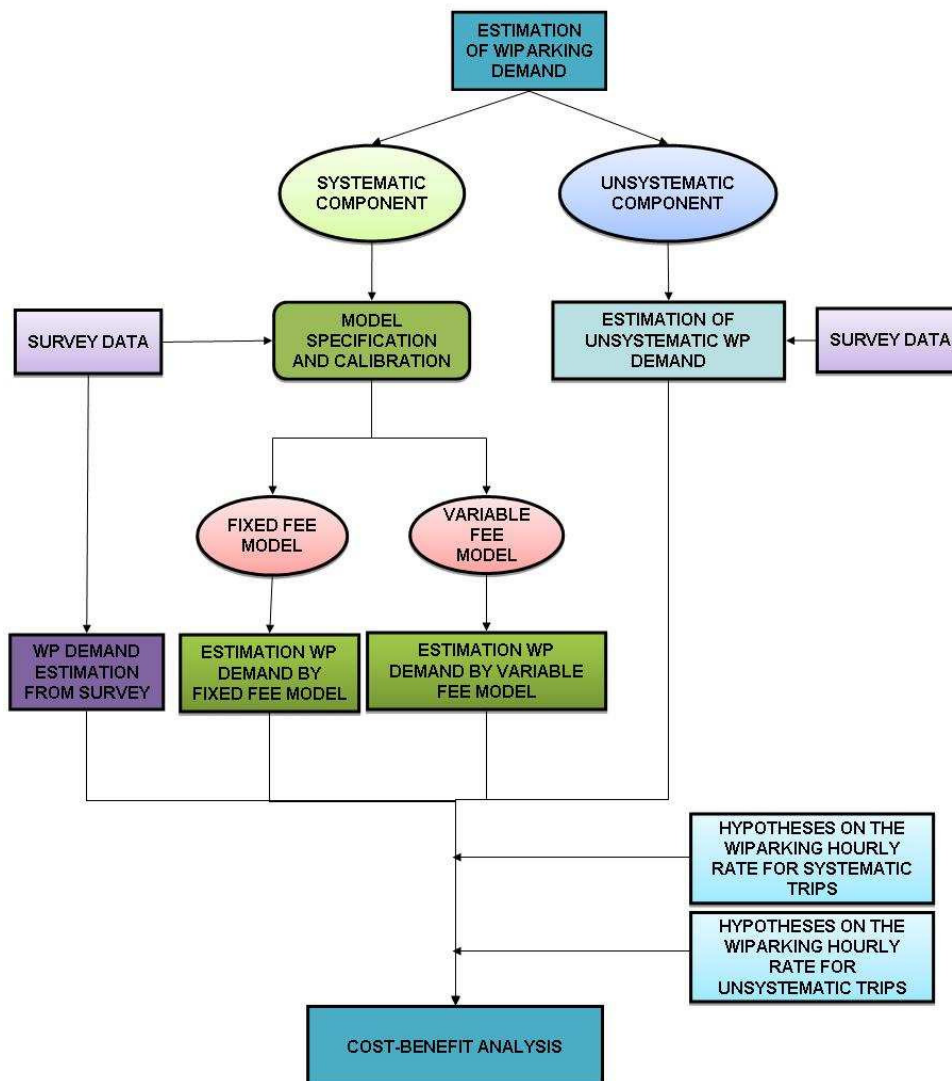 ESTIMATION
OF WIPARKING
DEMAND
SYSTEMATIC
COMPONENT
UNSYSTEMATIC
COMPONENT
SURVEY DATA
MODEL
SPECIFICATION
AND CALIBRATION
ESTIMATION OF
UNSYSTEMATIC WP
DEMAND
SURVEY DATA
FIXED FEE
MODEL
VARIABLE
FEE
MODEL
WP DEMAND
ESTIMATION
FROM SURVEY
ESTIMATION WP
DEMAND BY
FIXED FEE MODEL
ESTIMATION WP
DEMAND BY VARIABLE
FEE MODEL
HYPOTHESES ON THE
WIPARKING HOURLY
RATE FOR SYSTEMATIC
TRIPS
HYPOTHESES ON THE
WIPARKING HOURLY
RATE FOR
UNSYSTEMATIC TRIPS
COST-BENEFIT ANALYSIS